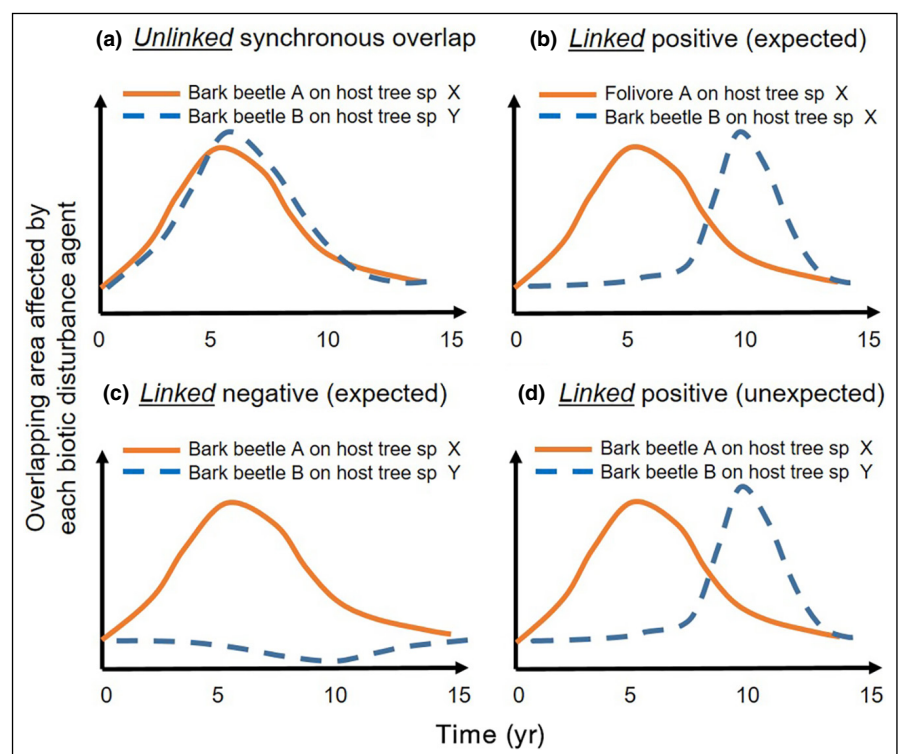 (a) Unlinked synchronous overlap
Bark beetle A on host tree sp X
Bark beetle B on host tree sp Y
0 5 10 15
(b) Linked positive (expected)
Folivore A on host tree sp X
Bark beetle B on host tree sp X
0 5 10 15
(c) Linked negative (expected)
Bark beetle A on host tree sp X
Bark beetle B on host tree sp Y
0 5 10 15
(d) Linked positive (unexpected)
Bark beetle A on host tree sp X
Bark beetle B on host tree sp Y
0 5 10 15
Overlapping area affected by
each biotic disturbance agent
Time (yr)